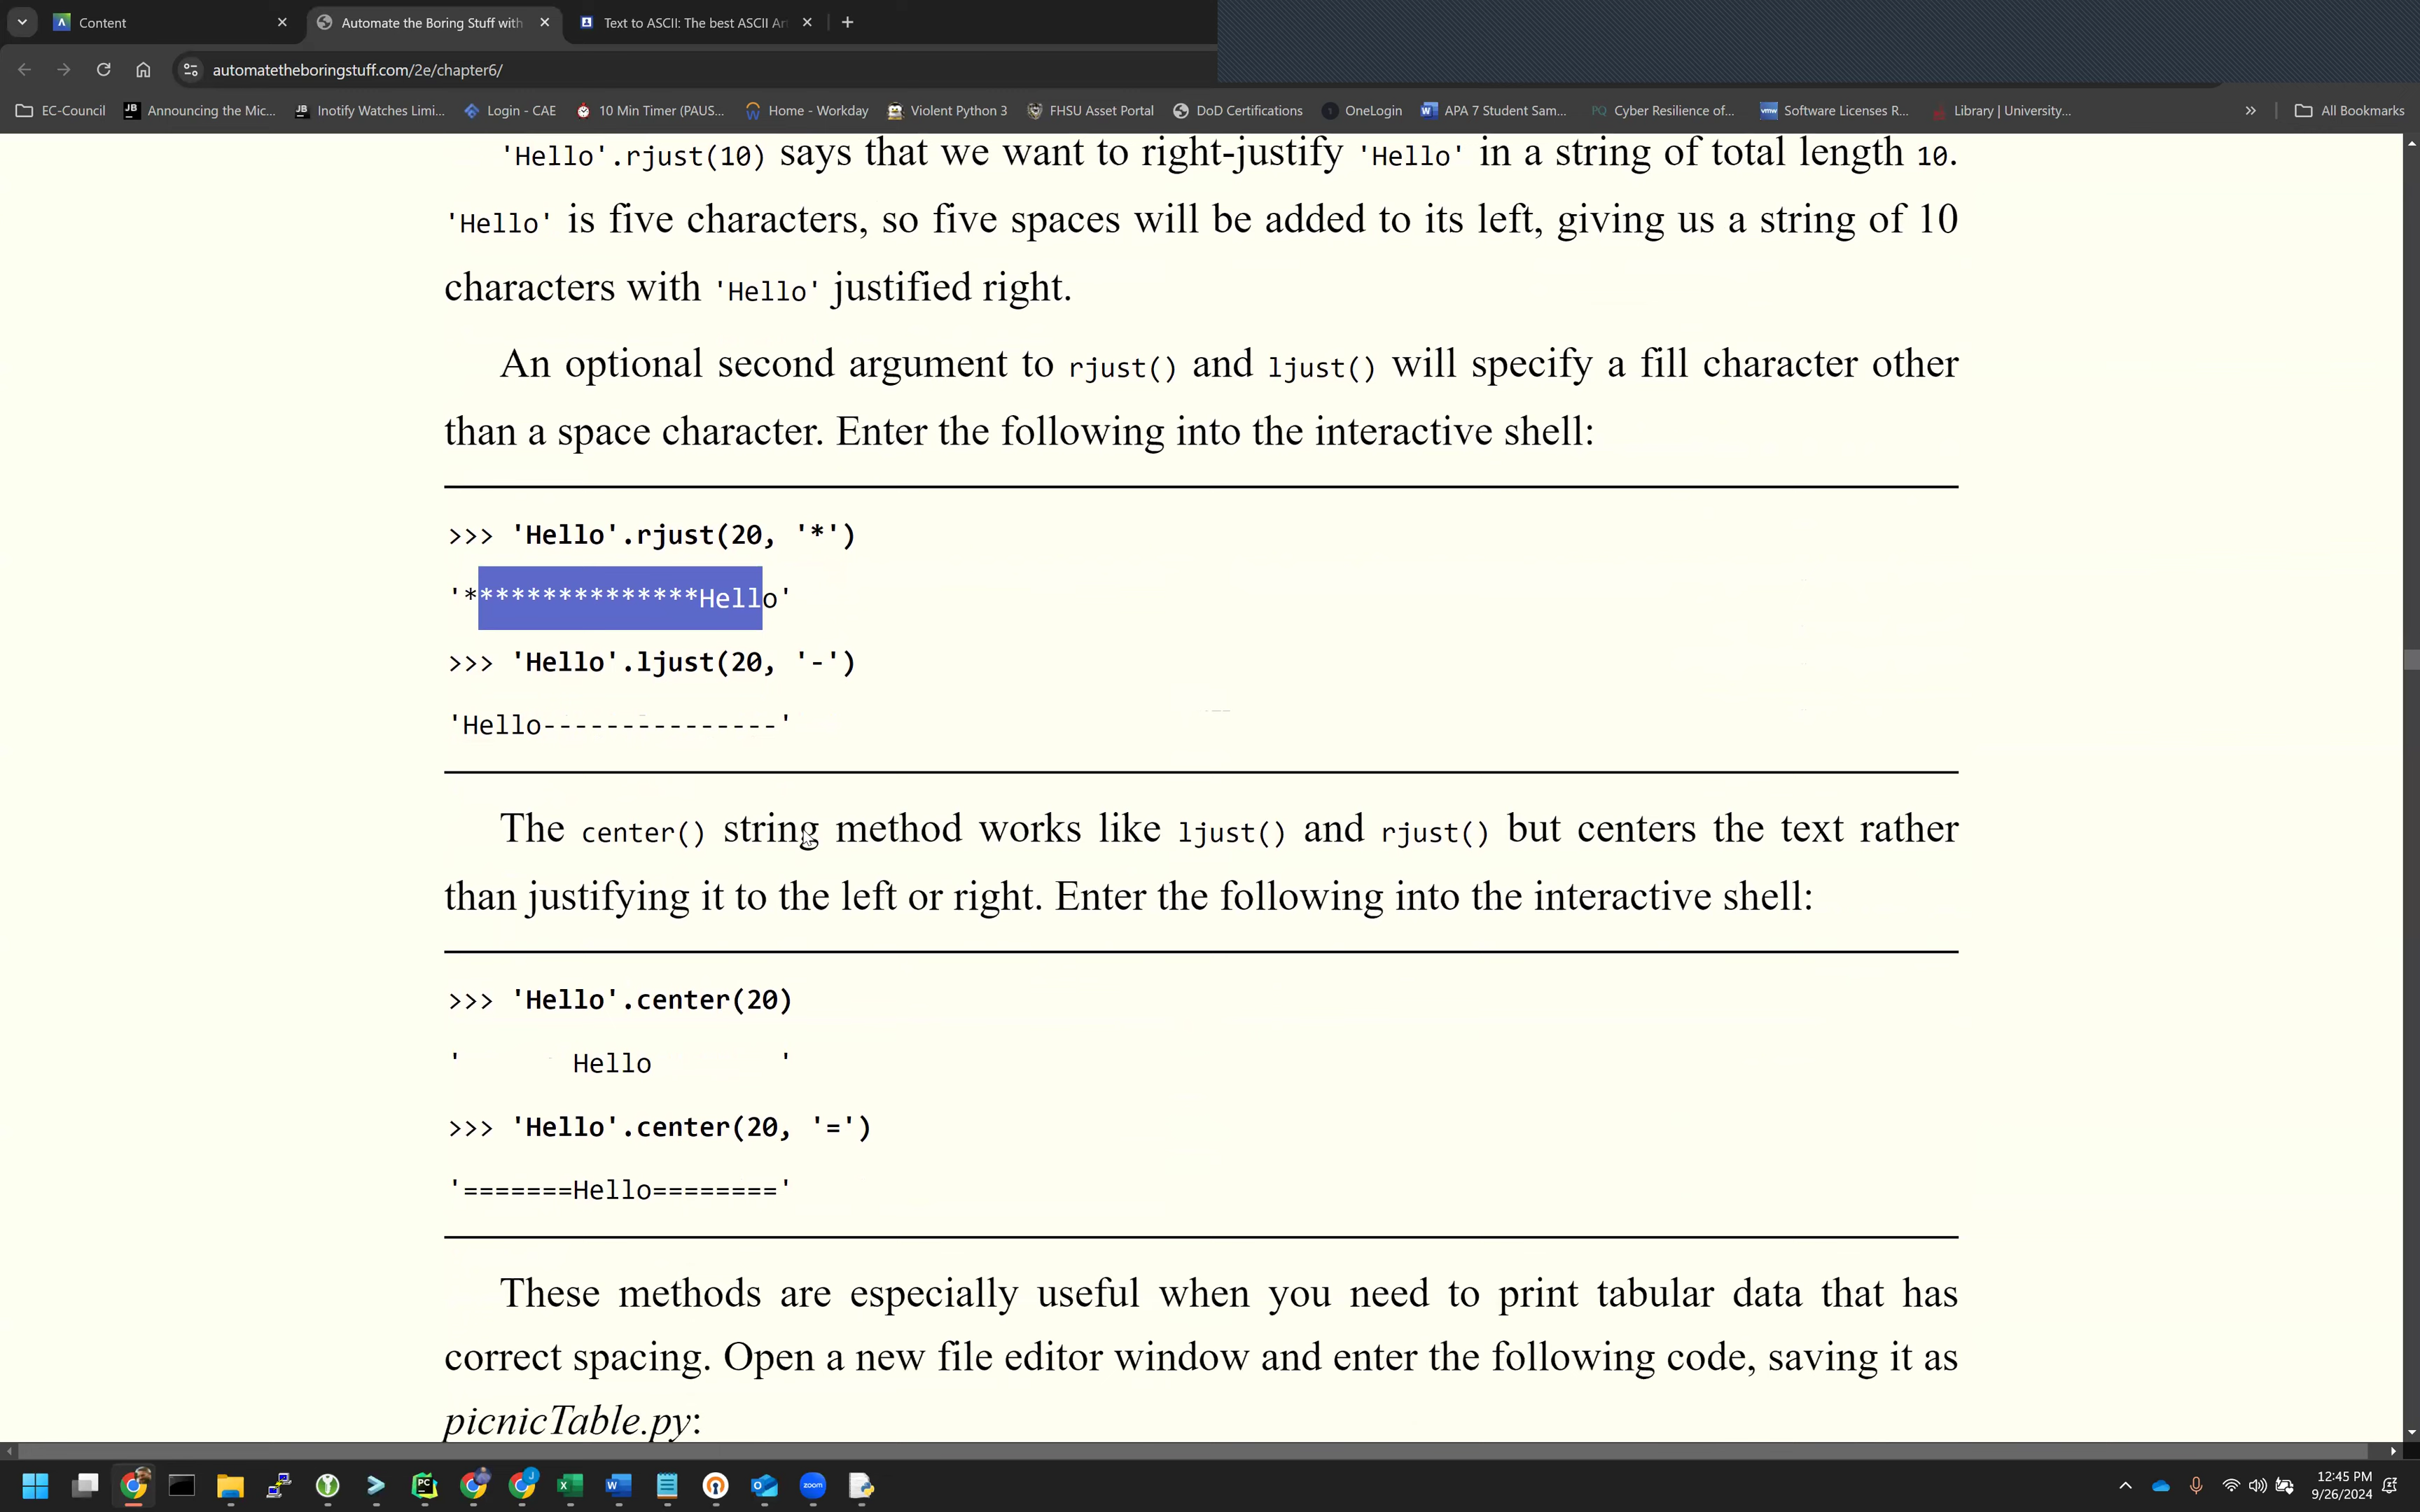 Content
Automate the Boring Stuff with
Text to ASCII: The best ASCII Ar
automatetheboringstuff.com/2e/chapter6/
EC-Council
Announcing the Mic...
Inotify Watches Limi...
Login - CAE
10 Min Timer (PAUS...
Home - Workday
Violent Python 3
FHSU Asset Portal
DoD Certifications
OneLogin
APA 7 Student Sam...
PQ
Cyber Resilience of...
Software Licenses R...
Library | University...
»
All Bookmarks
'Hello'.rjust(10) says that we want to right-justify 'Hello' in a string of total length 10.
'Hello' is five characters, so five spaces will be added to its left, giving us a string of 10
characters with 'Hello' justified right.
An optional second argument to rjust() and ljust() will specify a fill character other
than a space character. Enter the following into the interactive shell:
>>> 'Hello'.rjust(20, '*')
'***************Hello'
>>> 'Hello'.ljust(20, '-')
'Hello---------------'
The center() string method works like ljust() and rjust() but centers the text rather
than justifying it to the left or right. Enter the following into the interactive shell:
>>> 'Hello'.center(20)
'       Hello        '
>>> 'Hello'.center(20, '=')
'=======Hello========'
These methods are especially useful when you need to print tabular data that has
correct spacing. Open a new file editor window and enter the following code, saving it as
picnicTable.py:
12:45 PM
9/26/2024